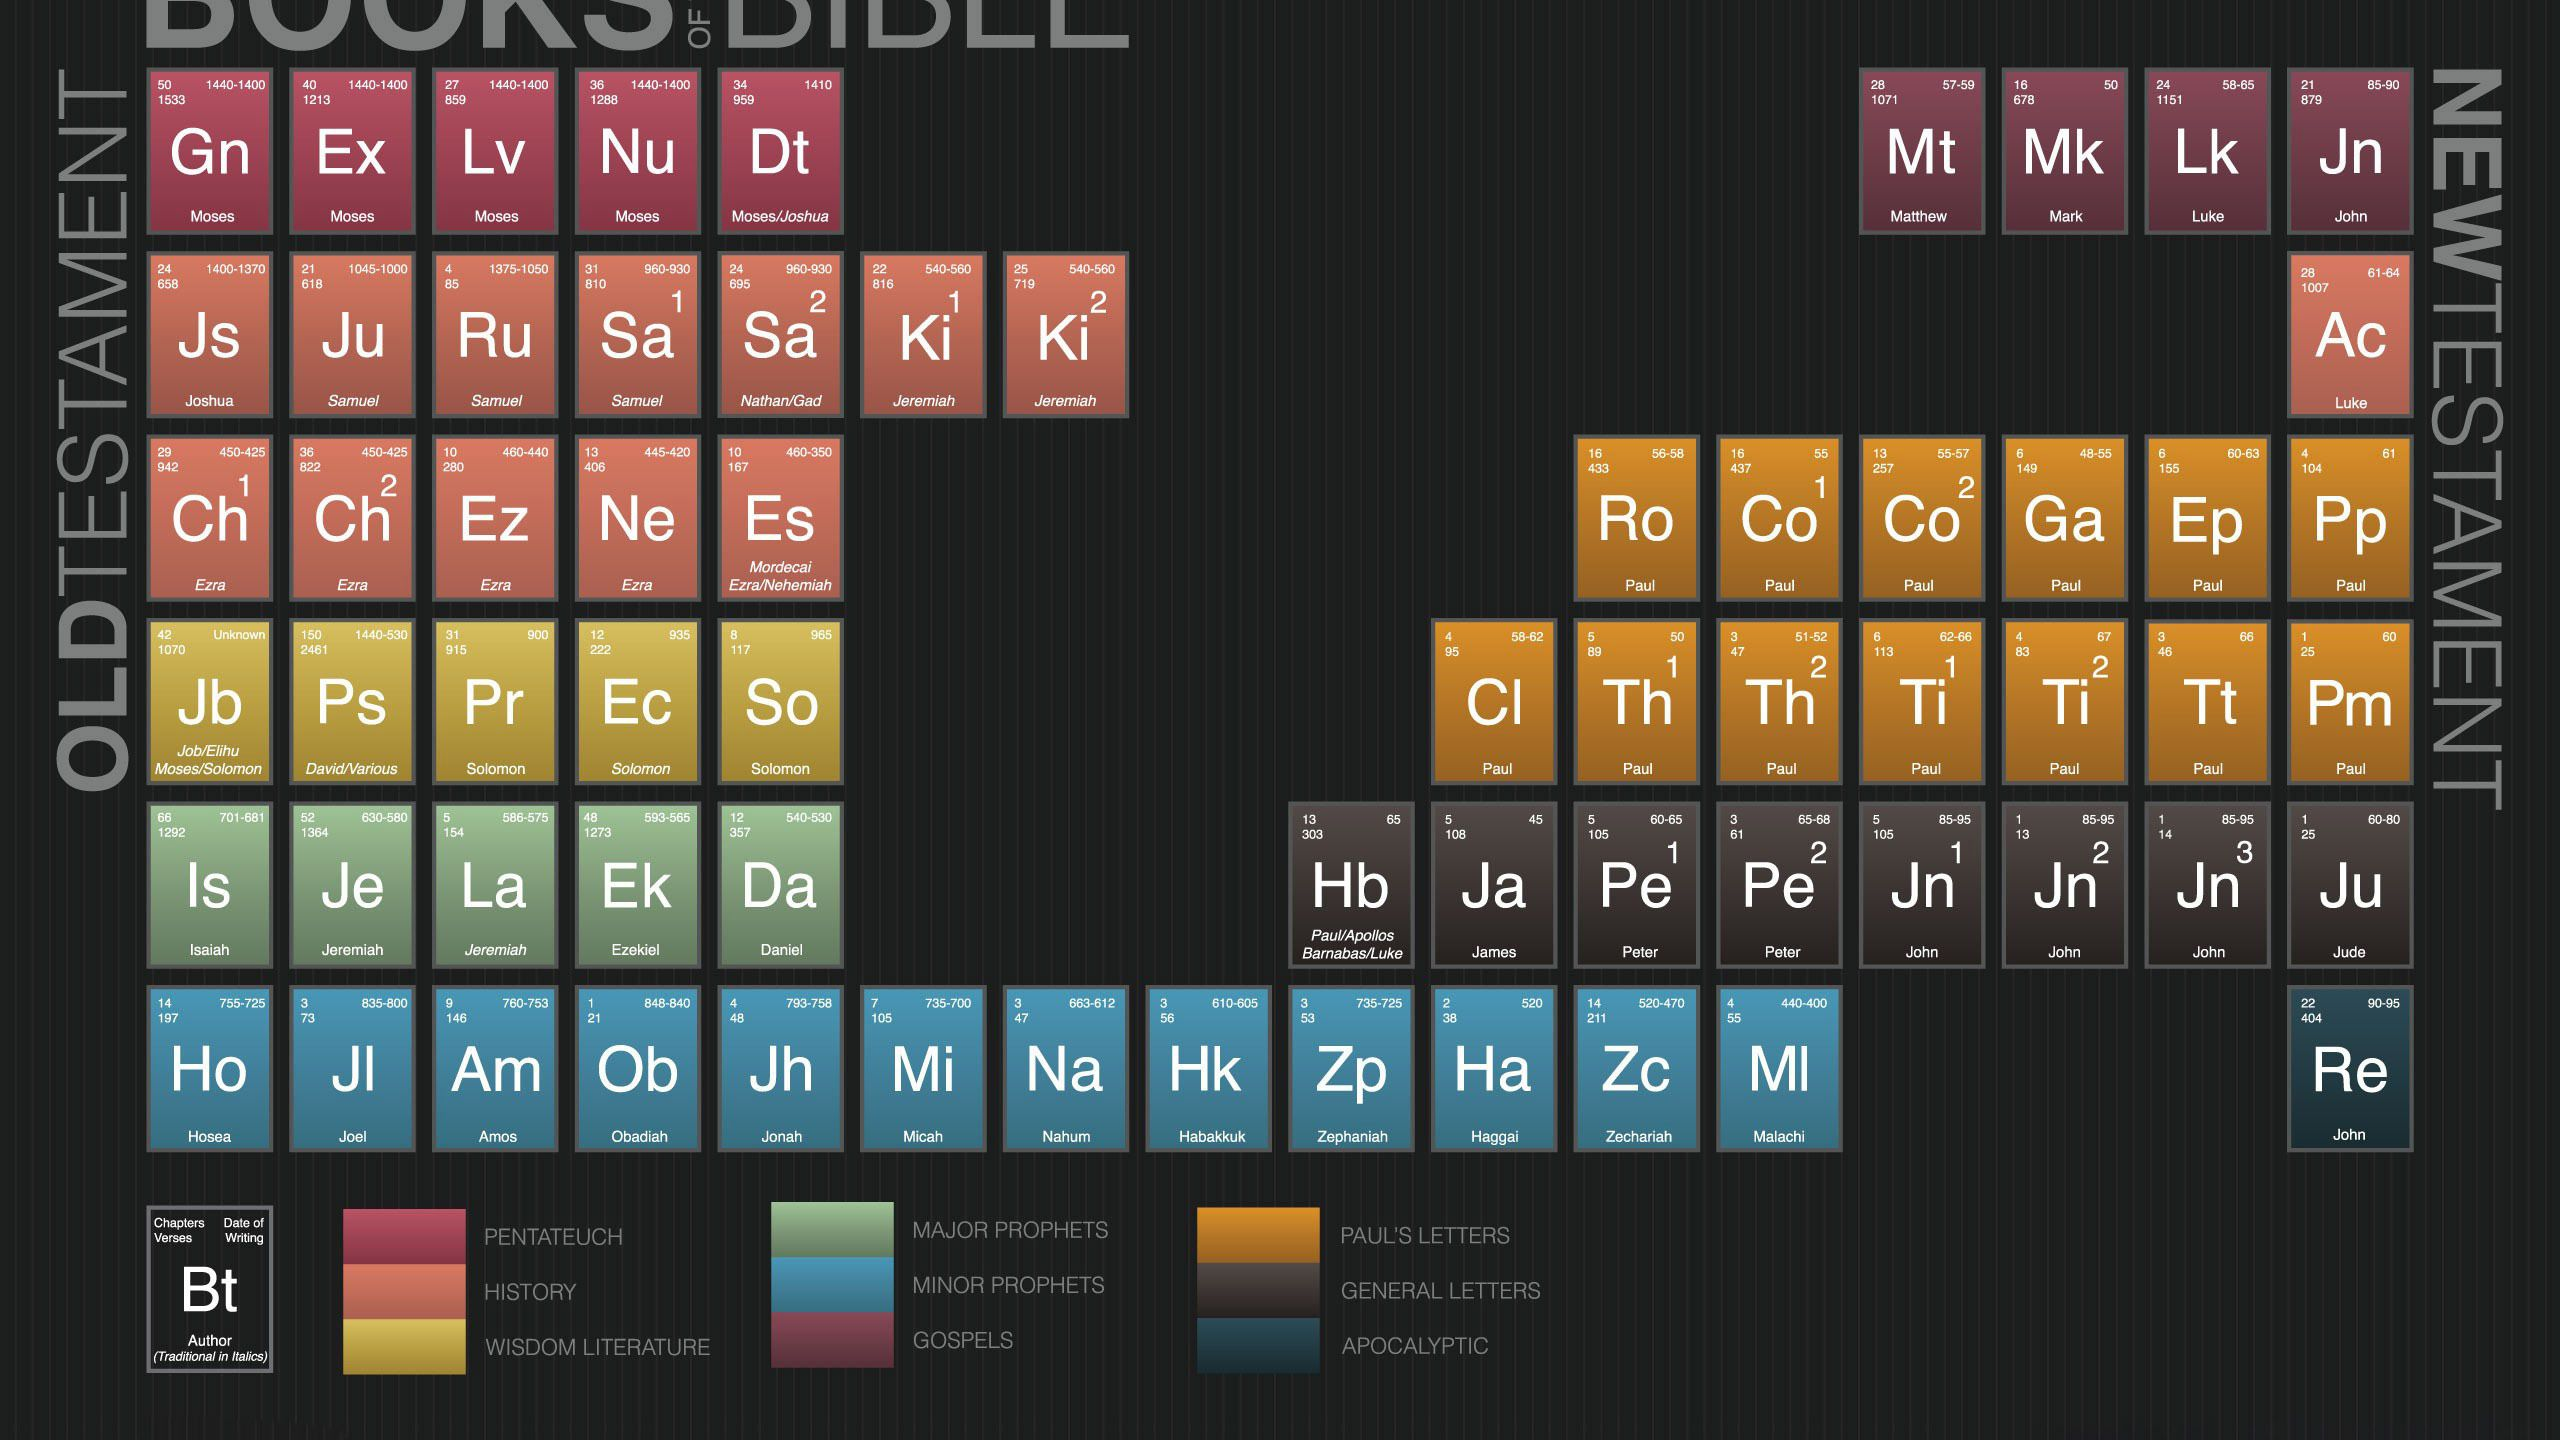 BOOKS OF BIBLE
OLDTESTAMENT
NEWTESTAMENT
50 1440-1400
1533
Gn
Moses
40 1440-1400
1213
Ex
Moses
27 1440-1400
859
Lv
Moses
36 1440-1400
1288
Nu
Moses
34 1410
959
Dt
Moses/Joshua
28 57-59
1071
Mt
Matthew
16 50
678
Mk
Mark
24 58-65
1151
Lk
Luke
21 85-90
879
Jn
John
24 1400-1370
658
Js
Joshua
21 1045-1000
618
Ju
Samuel
4 1375-1050
85
Ru
Samuel
31 960-930
810
Sa 1
Samuel
24 960-930
695
Sa 2
Nathan/Gad
22 540-560
816
Ki 1
Jeremiah
25 540-560
719
Ki 2
Jeremiah
28 61-64
1007
Ac
Luke
29 450-425
942
Ch 1
Ezra
36 450-425
822
Ch 2
Ezra
10 460-440
280
Ez
Ezra
13 445-420
406
Ne
Ezra
10 460-350
167
Es
Mordecai
Ezra/Nehemiah
16 56-58
433
Ro
Paul
16 55
437
Co 1
Paul
13 55-57
257
Co 2
Paul
6 48-55
149
Ga
Paul
6 60-63
155
Ep
Paul
4 61
104
Pp
Paul
42 Unknown
1070
Jb
Job/Elihu
Moses/Solomon
150 1440-530
2461
Ps
David/Various
31 900
915
Pr
Solomon
12 935
222
Ec
Solomon
8 965
117
So
Solomon
4 58-62
95
Cl
Paul
5 50
89
Th 1
Paul
3 51-52
47
Th 2
Paul
6 62-66
113
Ti 1
Paul
4 67
83
Ti 2
Paul
3 66
46
Tt
Paul
1 60
25
Pm
Paul
66 701-681
1292
Is
Isaiah
52 630-580
1364
Je
Jeremiah
5 586-575
154
La
Jeremiah
48 593-565
1273
Ek
Ezekiel
12 540-530
357
Da
Daniel
13 65
303
Hb
Paul/Apollos
Barnabas/Luke
5 45
108
Ja
James
5 60-65
105
Pe 1
Peter
3 65-68
61
Pe 2
Peter
5 85-95
105
Jn 1
John
1 85-95
13
Jn 2
John
1 85-95
14
Jn 3
John
1 60-80
25
Ju
Jude
14 755-725
197
Ho
Hosea
3 835-800
73
Jl
Joel
9 760-753
146
Am
Amos
1 848-840
21
Ob
Obadiah
4 793-758
48
Jh
Jonah
7 735-700
105
Mi
Micah
3 663-612
47
Na
Nahum
3 610-605
56
Hk
Habakkuk
3 735-725
53
Zp
Zephaniah
2 520
38
Ha
Haggai
14 520-470
211
Zc
Zechariah
4 440-400
55
Ml
Malachi
22 90-95
404
Re
John
Chapters Date of
Verses Writing
Bt
Author
(Traditional in Italics)
PENTATEUCH
HISTORY
WISDOM LITERATURE
MAJOR PROPHETS
MINOR PROPHETS
GOSPELS
PAUL'S LETTERS
GENERAL LETTERS
APOCALYPTIC